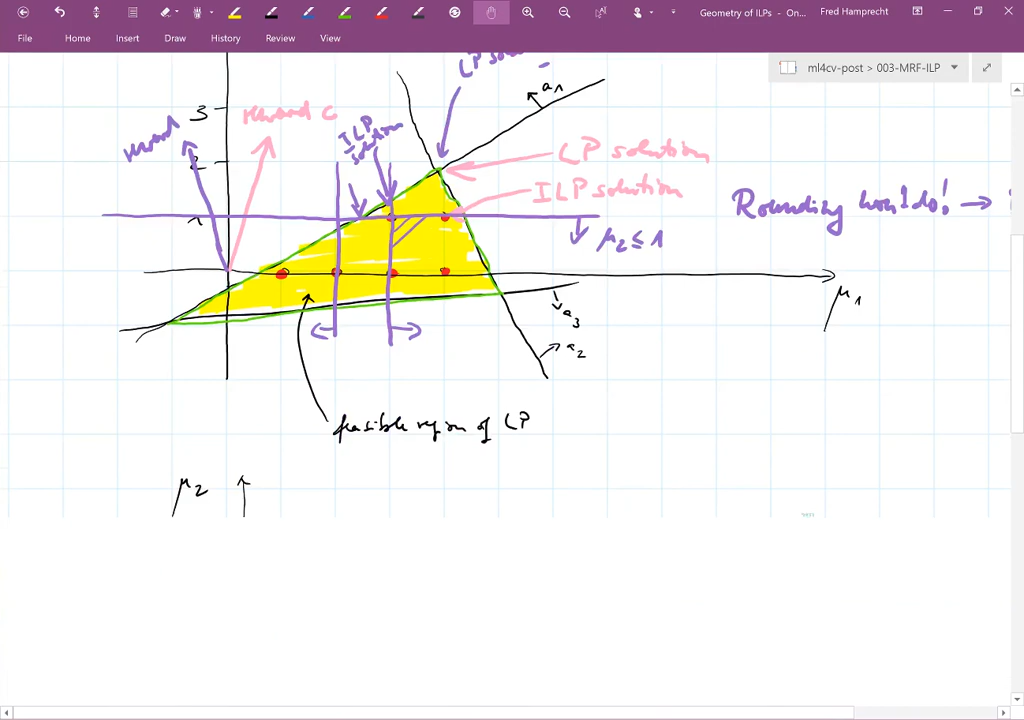 Geometry of ILPs - On...
Fred Hamprecht
File
Home
Insert
Draw
History
Review
View
ml4cv-post > 003-MRF-ILP
LP
a1
3
reward c
reward
ILP
solution
2
LP solution
ILP solution
1
Rounding won't do! →
μ2 ≤ 1
μ1
a3
a2
feasible region of LP
μ2